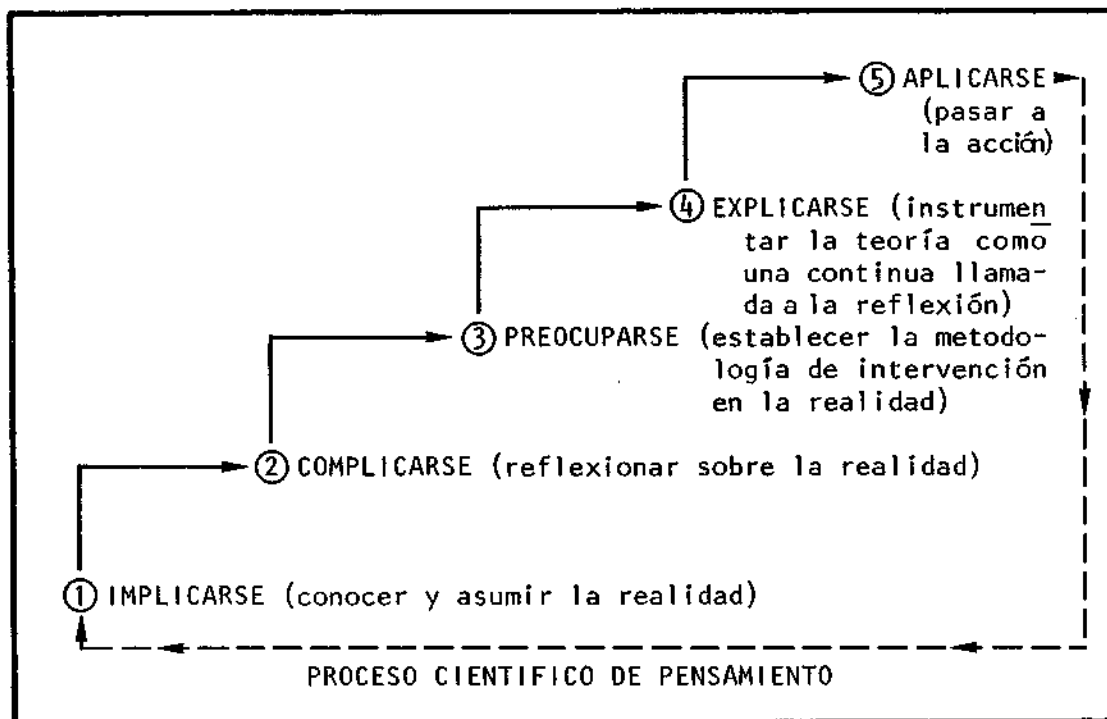 ⑤ APLICARSE
(pasar a
la acción)
④ EXPLICARSE (instrumen
tar la teoría como
una continua llama-
da a la reflexión)
③ PREOCUPARSE (establecer la metodo-
logía de intervención
en la realidad)
② COMPLICARSE (reflexionar sobre la realidad)
① IMPLICARSE (conocer y asumir la realidad)
PROCESO CIENTIFICO DE PENSAMIENTO